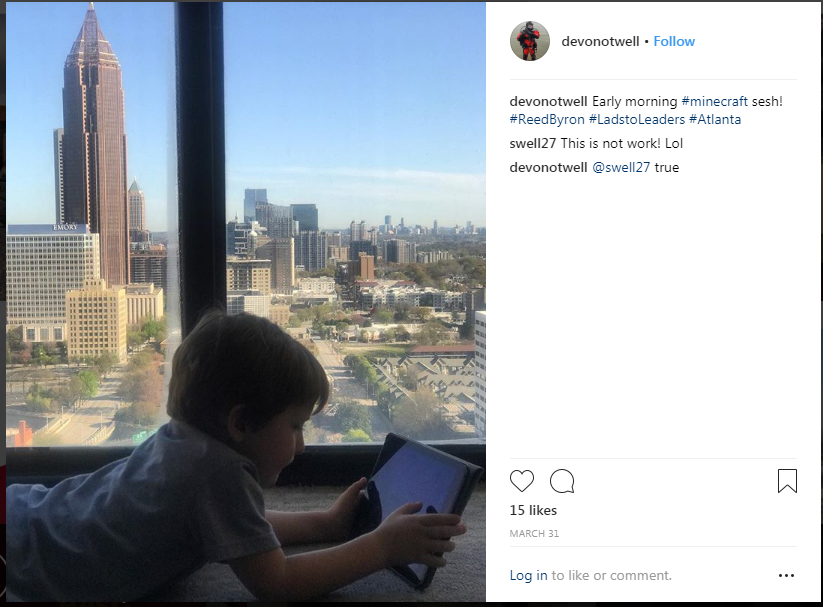 EMORY
devonotwell • Follow
devonotwell Early morning #minecraft sesh!
#ReedByron #LadstoLeaders #Atlanta
swell27 This is not work! Lol
devonotwell @swell27 true
15 likes
MARCH 31
Log in to like or comment.